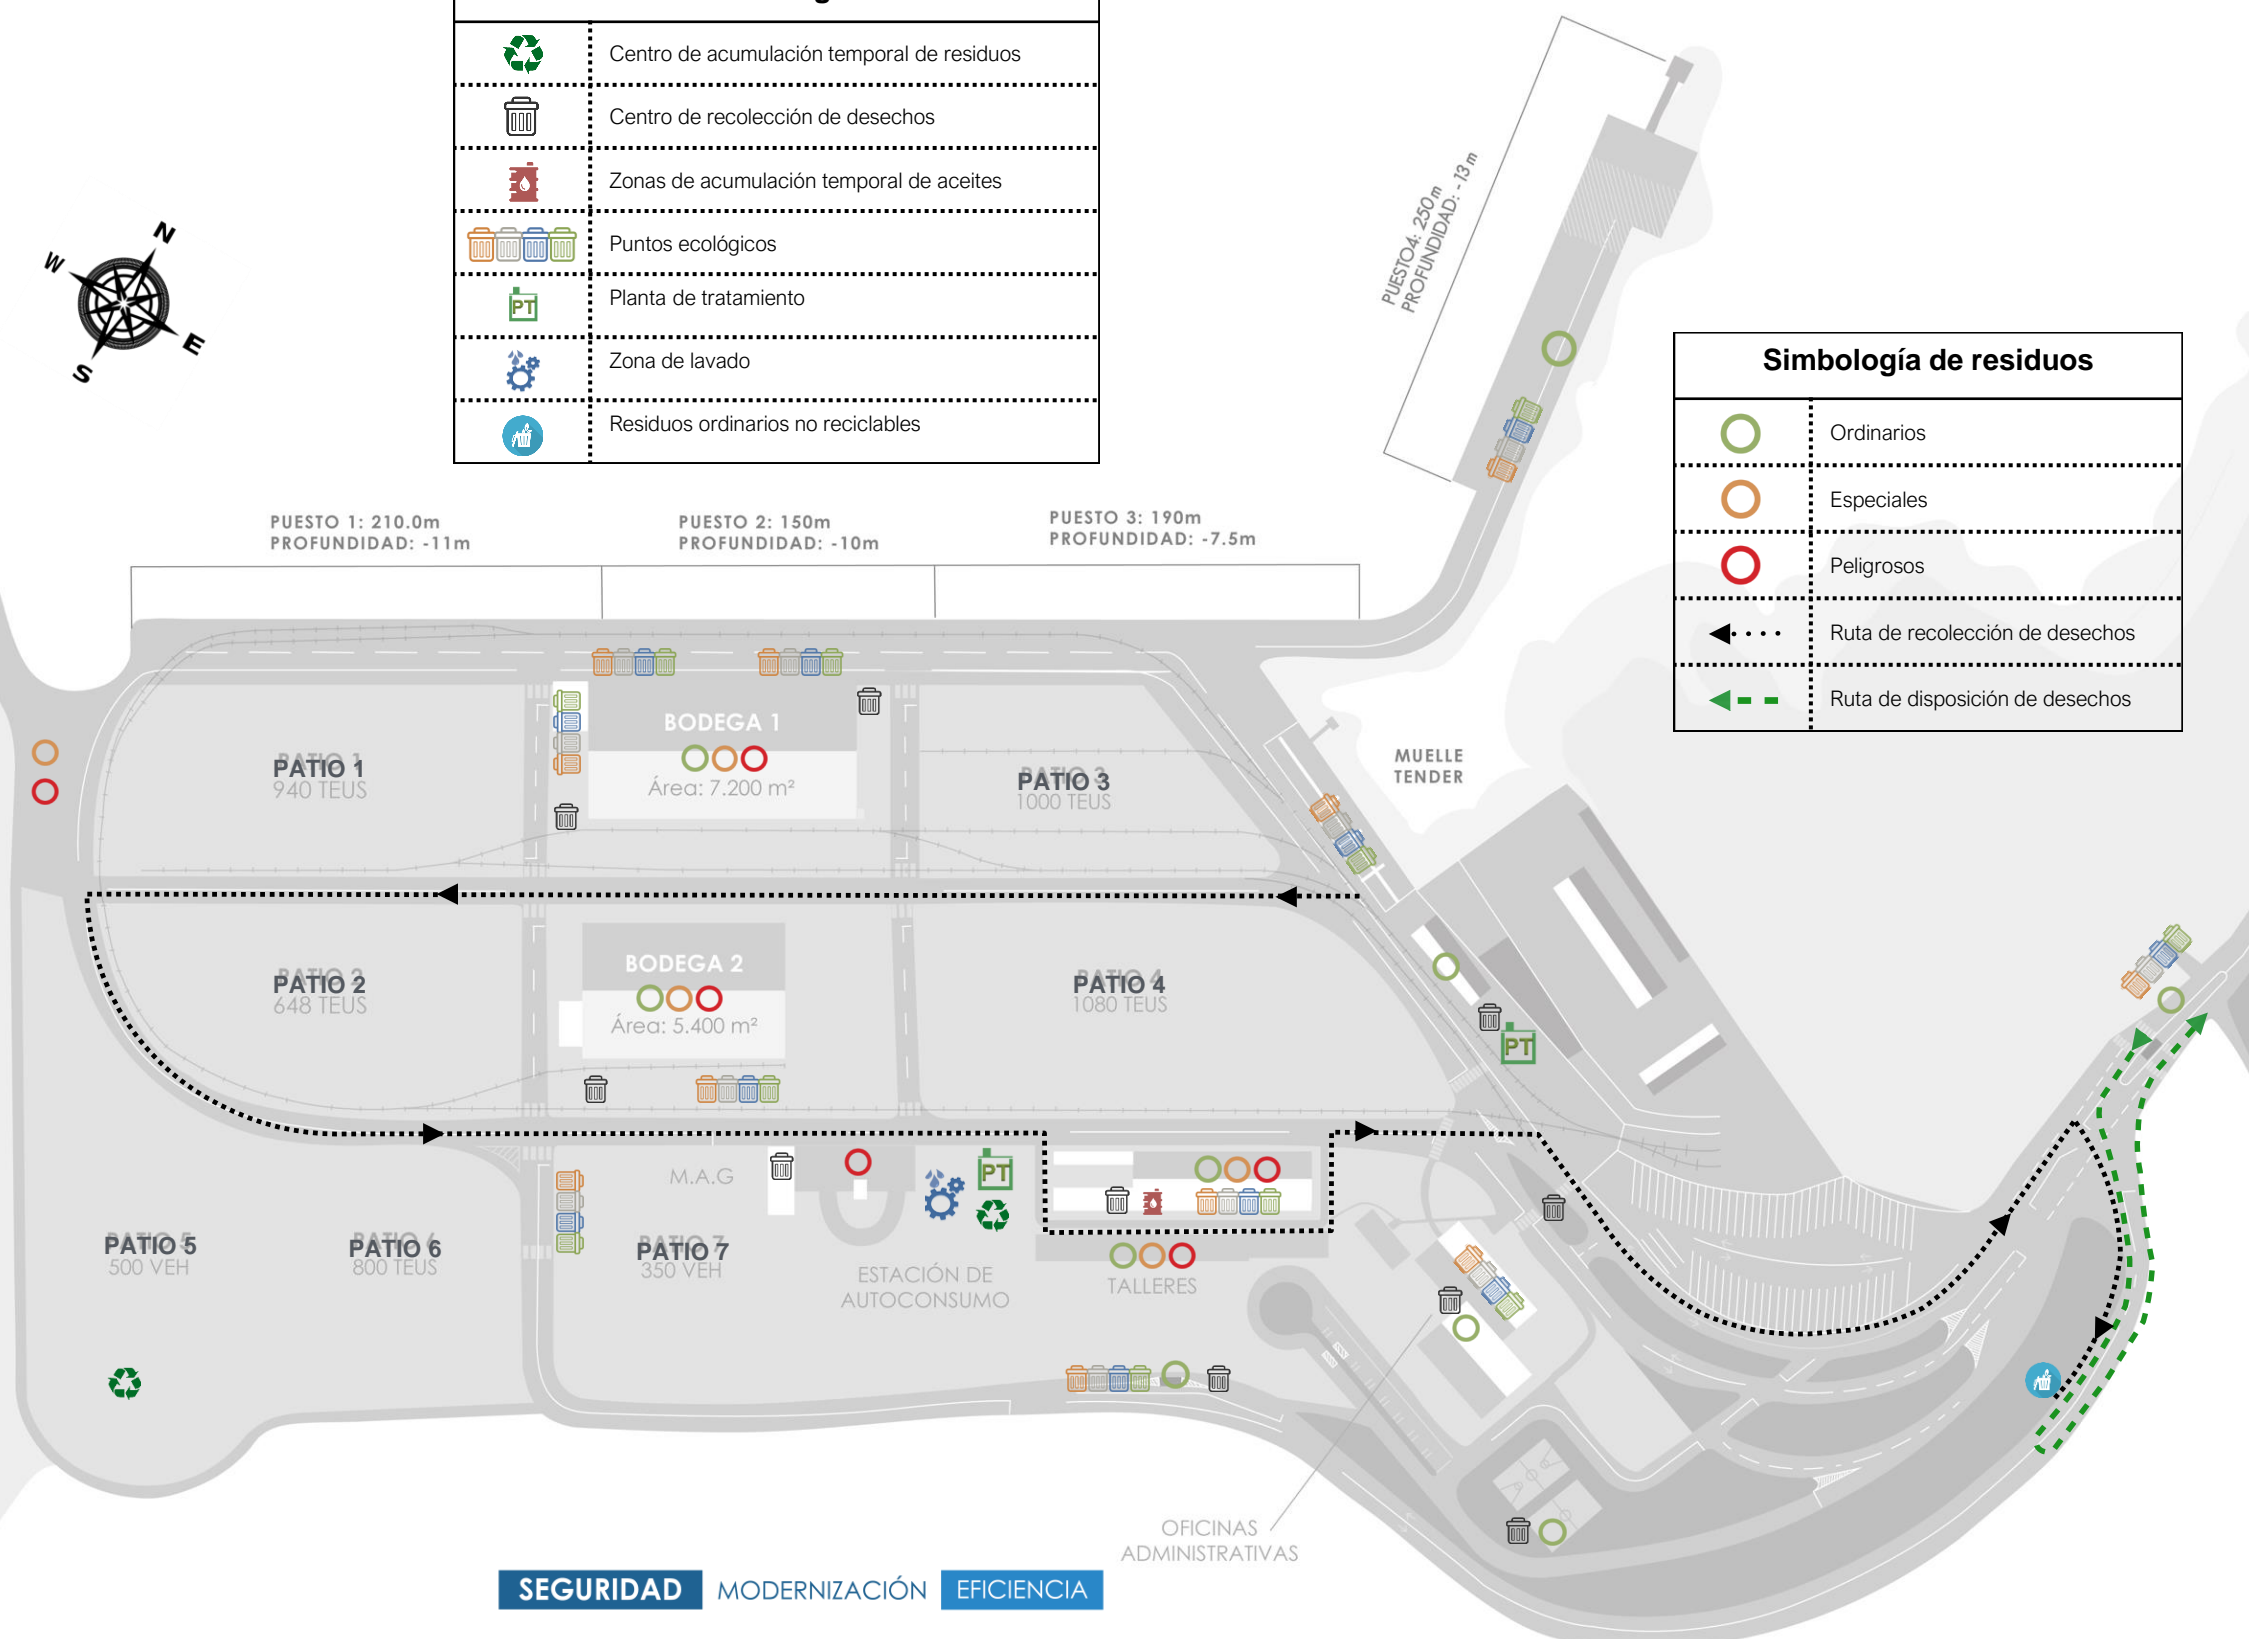 Centro de acumulación temporal de residuos
Centro de recolección de desechos
Zonas de acumulación temporal de aceites
Puntos ecológicos
PT
Planta de tratamiento
Zona de lavado
Residuos ordinarios no reciclables
N
W
E
S
PUESTO4: 250m
PROFUNDIDAD: -13 m
Simbología de residuos
Ordinarios
Especiales
Peligrosos
Ruta de recolección de desechos
Ruta de disposición de desechos
PUESTO 1: 210.0m
PROFUNDIDAD: -11m
PUESTO 2: 150m
PROFUNDIDAD: -10m
PUESTO 3: 190m
PROFUNDIDAD: -7.5m
BODEGA 1
Área: 7.200 m²
PATIO 1
940 TEUS
PATIO 3
1000 TEUS
MUELLE
TENDER
BODEGA 2
Área: 5.400 m²
PATIO 2
648 TEUS
PATIO 4
1080 TEUS
PT
M.A.G
PT
PATIO 5
500 VEH
PATIO 6
800 TEUS
PATIO 7
350 VEH
ESTACIÓN DE
AUTOCONSUMO
TALLERES
OFICINAS
ADMINISTRATIVAS
SEGURIDAD MODERNIZACIÓN EFICIENCIA